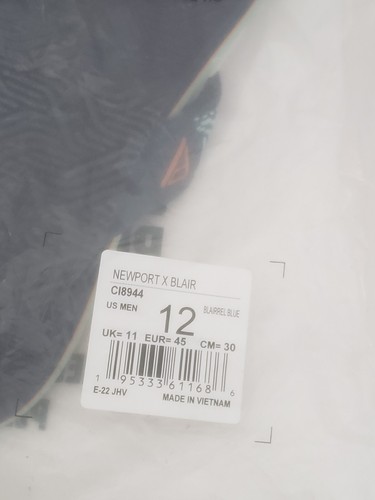 NEWPORT X BLAIR
CI8944
US MEN 12 BLAIRREL BLUE
UK= 11 EUR= 45 CM= 30
1 95333 61168 6
E-22 JHV
MADE IN VIETNAM